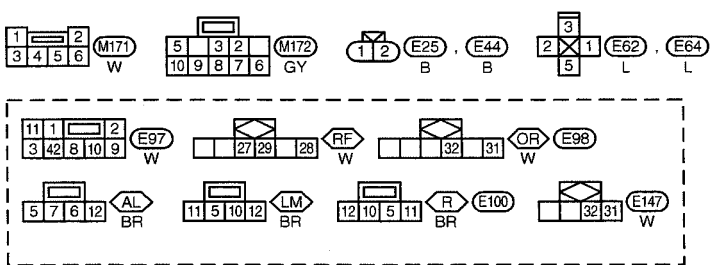 1 2 M171
3 4 5 6 W
5 3 2 M172
10 9 8 7 6 GY
1 2 E25 , E44
B B
3
2 1 E62 , E64
5 L L
11 1 2 E97
3 42 8 10 9 W
27 29 28 RF
W
32 31 OR E98
W
5 7 6 12 AL
BR
11 5 10 12 LM
BR
12 10 5 11 R E100
BR
32 31 E147
W